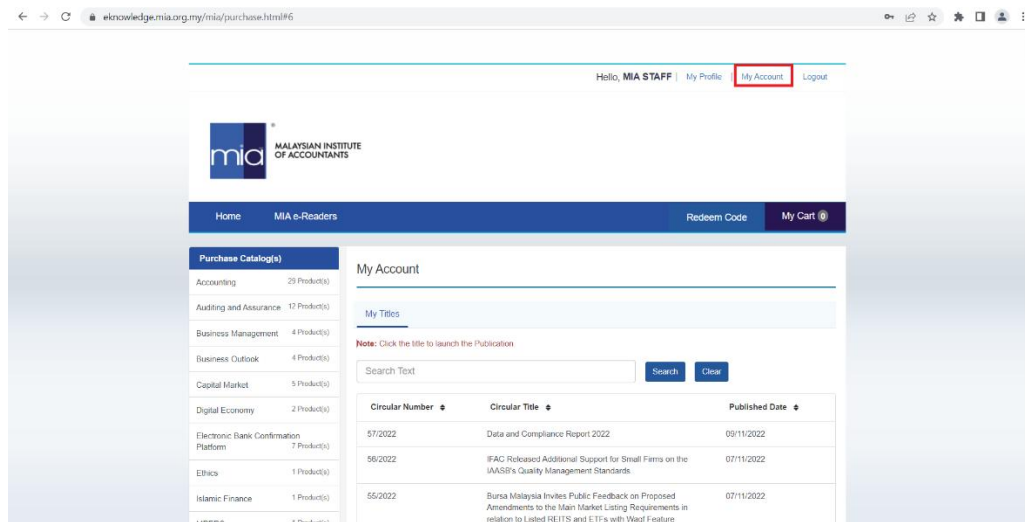 eknowledge.mia.org.my/mia/purchase.html#6
Hello, MIA STAFF | My Profile | My Account Logout
mia
®
MALAYSIAN INSTITUTE
OF ACCOUNTANTS
Home MIA e-Readers Redeem Code My Cart 0
Purchase Catalog(s)
Accounting 29 Product(s)
Auditing and Assurance 12 Product(s)
Business Management 4 Product(s)
Business Outlook 4 Product(s)
Capital Market 5 Product(s)
Digital Economy 2 Product(s)
Electronic Bank Confirmation
Platform 7 Product(s)
Ethics 1 Product(s)
Islamic Finance 1 Product(s)
My Account
My Titles
Note: Click the title to launch the Publication
Search Text Search Clear
Circular Number Circular Title Published Date
57/2022 Data and Compliance Report 2022 09/11/2022
56/2022 IFAC Released Additional Support for Small Firms on the 07/11/2022
IAASB's Quality Management Standards
55/2022 Bursa Malaysia Invites Public Feedback on Proposed 07/11/2022
Amendments to the Main Market Listing Requirements in
relation to Listed REITS and ETFs with Waqf Feature